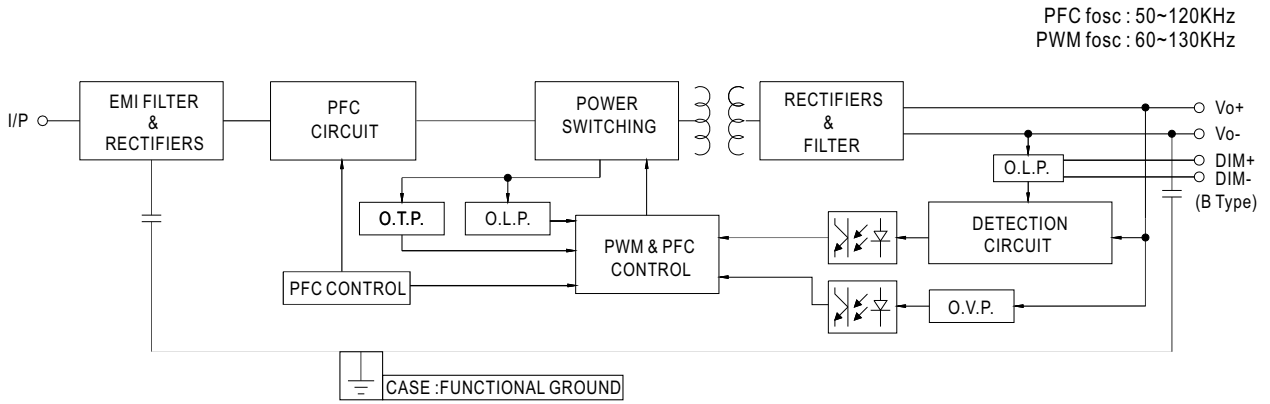 PFC fosc : 50~120KHz
PWM fosc : 60~130KHz
I/P
EMI FILTER
&
RECTIFIERS
PFC
CIRCUIT
POWER
SWITCHING
RECTIFIERS
&
FILTER
Vo+
Vo-
DIM+
DIM-
(B Type)
O.L.P.
O.T.P.
O.L.P.
PWM & PFC
CONTROL
DETECTION
CIRCUIT
PFC CONTROL
O.V.P.
CASE :FUNCTIONAL GROUND